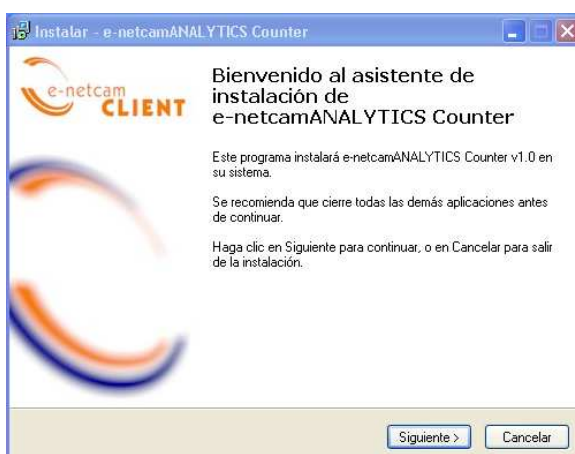 Instalar - e-netcamANALYTICS Counter
e-netcam
CLIENT
Bienvenido al asistente de
instalación de
e-netcamANALYTICS Counter
Este programa instalará e-netcamANALYTICS Counter v1.0 en
su sistema.
Se recomienda que cierre todas las demás aplicaciones antes
de continuar.
Haga clic en Siguiente para continuar, o en Cancelar para salir
de la instalación.
Siguiente >
Cancelar